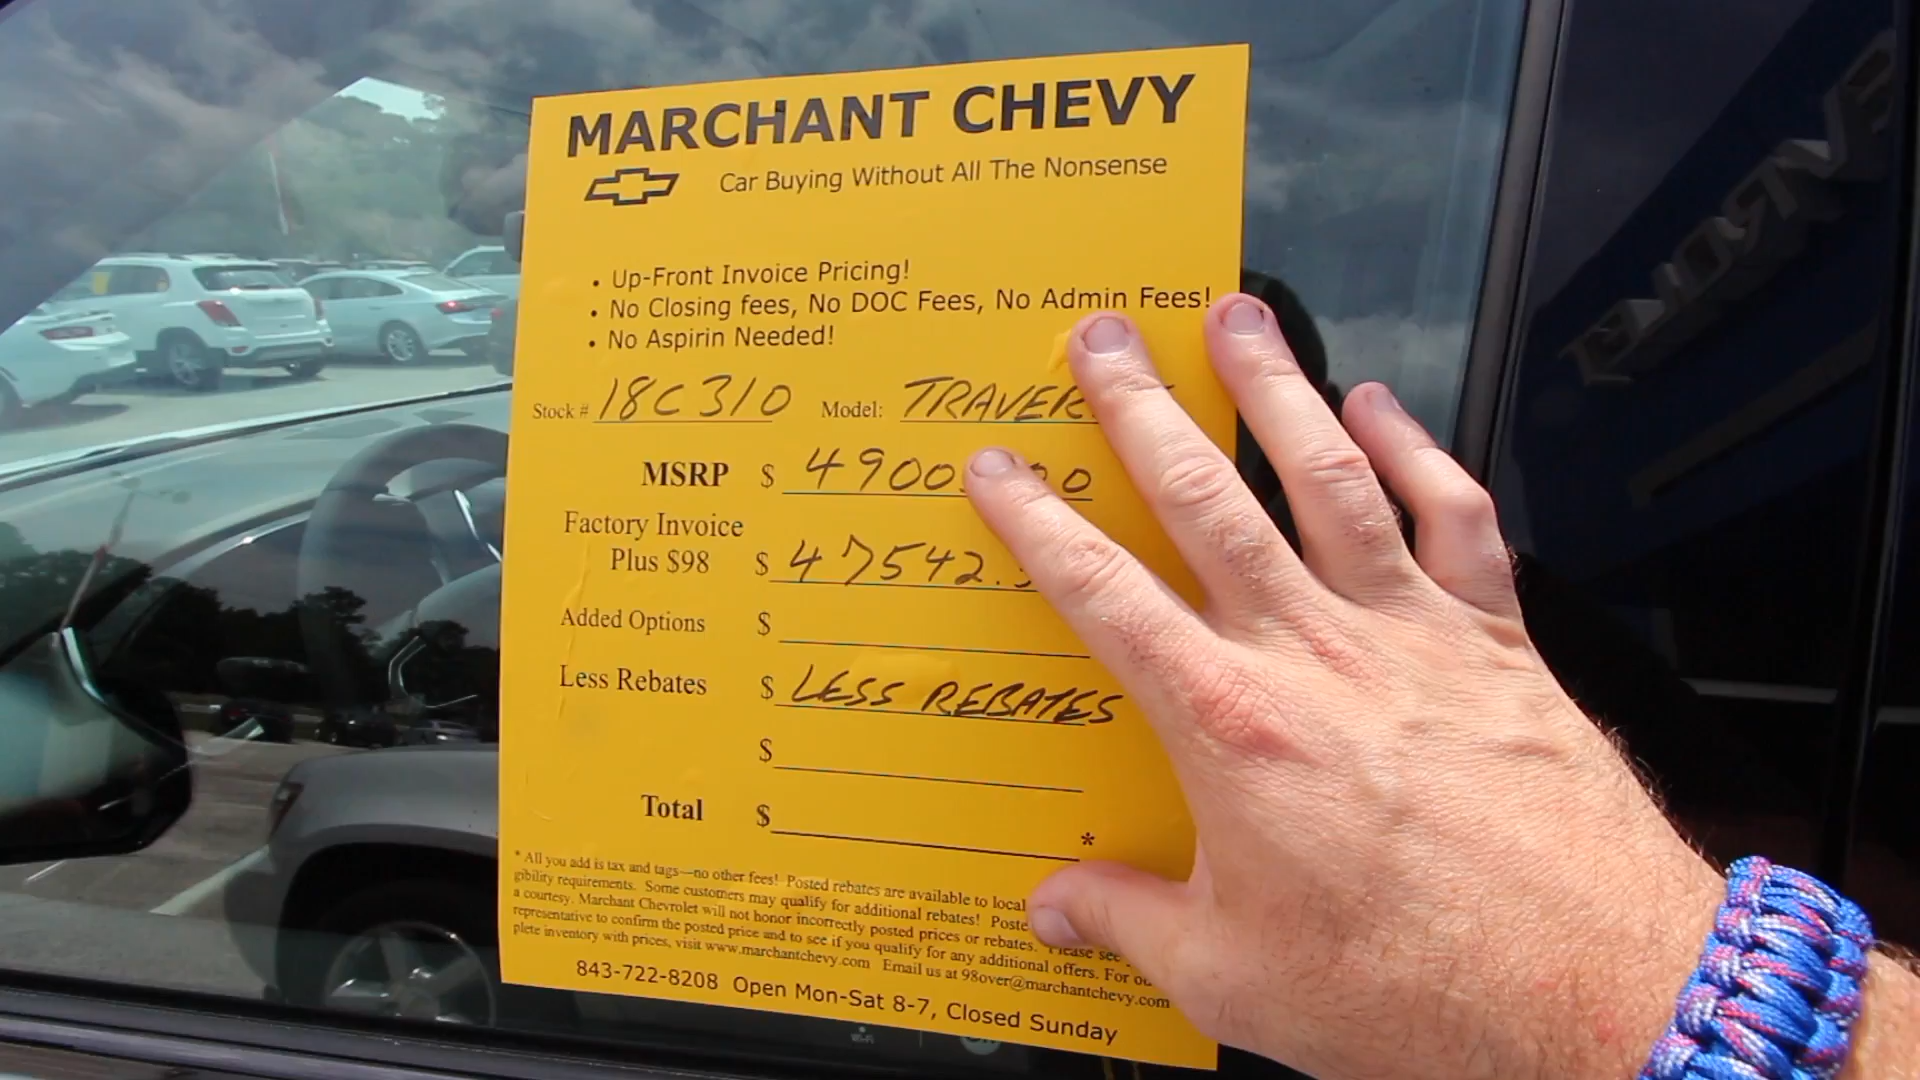 MARCHANT CHEVY
Car Buying Without All The Nonsense
• Up-Front Invoice Pricing!
• No Closing fees, No DOC Fees, No Admin Fees!
• No Aspirin Needed!
Stock # 18C310 Model:
MSRP $
Factory Invoice
Plus $98 $ 47542.
Added Options $
Less Rebates $ LESS REBATES
$
Total $ *
* All you add is tax and tags—no other fees! Posted rebates are available to local
gibility requirements. Some customers may qualify for additional rebates!
a courtesy. Marchant Chevrolet will not honor incorrectly posted prices or rebates. Please see
representative to confirm the posted price and to see if you qualify for any additional offers. For
plete inventory with prices, visit www.marchantchevy.com Email us at 98over@marchantchevy.com
843-722-8208 Open Mon-Sat 8-7, Closed Sunday